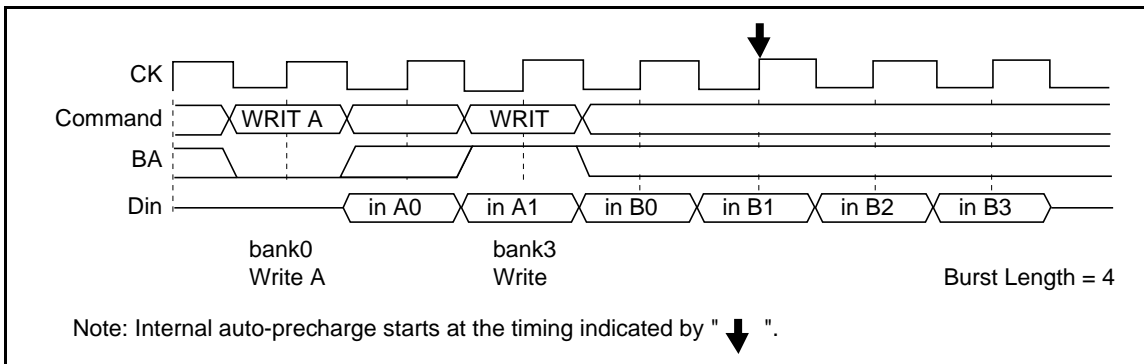 CK
Command WRIT A WRIT
BA
Din in A0 in A1 in B0 in B1 in B2 in B3
bank0 bank3
Write A Write Burst Length = 4
Note: Internal auto-precharge starts at the timing indicated by " ".